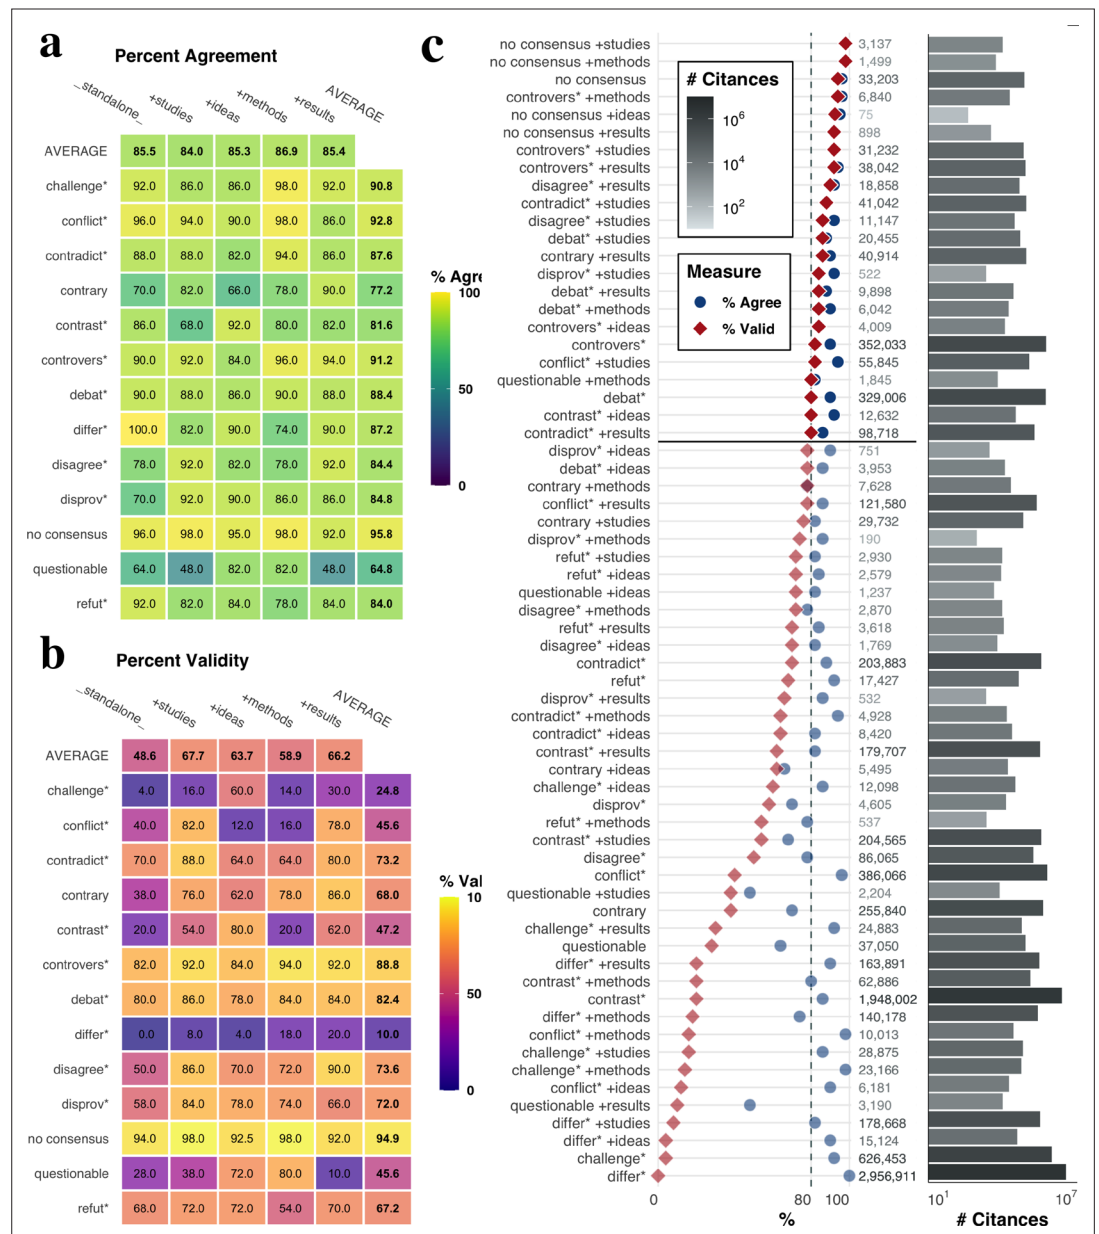 a
Percent Agreement
_standalone_ +studies +ideas +methods +results AVERAGE
AVERAGE 85.5 84.0 85.3 86.9 85.4
challenge* 92.0 86.0 86.0 98.0 92.0 90.8
conflict* 96.0 94.0 90.0 98.0 86.0 92.8
contradict* 88.0 88.0 82.0 94.0 86.0 87.6
contrary 70.0 82.0 66.0 78.0 90.0 77.2
contrast* 86.0 68.0 92.0 80.0 82.0 81.6
controvers* 90.0 92.0 84.0 96.0 94.0 91.2
debat* 90.0 88.0 86.0 90.0 88.0 88.4
differ* 100.0 82.0 90.0 74.0 90.0 87.2
disagree* 78.0 92.0 82.0 78.0 92.0 84.4
disprov* 70.0 92.0 90.0 86.0 86.0 84.8
no consensus 96.0 98.0 95.0 98.0 92.0 95.8
questionable 64.0 48.0 82.0 82.0 48.0 64.8
refut* 92.0 82.0 84.0 78.0 84.0 84.0
% Agre
100
50
0
b
Percent Validity
_standalone_ +studies +ideas +methods +results AVERAGE
AVERAGE 48.6 67.7 63.7 58.9 66.2
challenge* 4.0 16.0 60.0 14.0 30.0 24.8
conflict* 40.0 82.0 12.0 16.0 78.0 45.6
contradict* 70.0 88.0 64.0 64.0 80.0 73.2
contrary 38.0 76.0 62.0 78.0 86.0 68.0
contrast* 20.0 54.0 80.0 20.0 62.0 47.2
controvers* 82.0 92.0 84.0 94.0 92.0 88.8
debat* 80.0 86.0 78.0 84.0 84.0 82.4
differ* 0.0 8.0 4.0 18.0 20.0 10.0
disagree* 50.0 86.0 70.0 72.0 90.0 73.6
disprov* 58.0 84.0 78.0 74.0 66.0 72.0
no consensus 94.0 98.0 92.5 98.0 92.0 94.9
questionable 28.0 38.0 72.0 80.0 10.0 45.6
refut* 68.0 72.0 72.0 54.0 70.0 67.2
% Val
10
50
0
c
no consensus +studies 3,137
no consensus +methods 1,499
no consensus 33,203
controvers* +methods 6,840
no consensus +ideas 75
no consensus +results 898
controvers* +studies 31,232
controvers* +results 38,042
disagree* +results 18,858
contradict* +studies 41,042
disagree* +studies 11,147
debat* +studies 20,455
contrary +results 40,914
disprov* +studies 522
debat* +results 9,898
debat* +methods 6,042
controvers* +ideas 4,009
controvers* 352,033
conflict* +studies 55,845
questionable +methods 1,845
debat* 329,006
contrast* +ideas 12,632
contradict* +results 98,718
disprov* +ideas 751
debat* +ideas 3,953
contrary +methods 7,628
conflict* +results 121,580
contrary +studies 29,732
disprov* +methods 190
refut* +studies 2,930
refut* +ideas 2,579
questionable +ideas 1,237
disagree* +methods 2,870
refut* +results 3,618
disagree* +ideas 1,769
contradict* 203,883
refut* 17,427
disprov* +results 532
contradict* +methods 4,928
contradict* +ideas 8,420
contrast* +results 179,707
contrary +ideas 5,495
challenge* +ideas 12,098
disprov* 4,605
refut* +methods 537
contrast* +studies 204,565
disagree* 86,065
conflict* 386,066
questionable +studies 2,204
contrary 255,840
challenge* +results 24,883
questionable 37,050
differ* +results 163,891
contrast* +methods 62,886
contrast* 1,948,002
differ* +methods 140,178
conflict* +methods 10,013
challenge* +studies 28,875
challenge* +methods 23,166
conflict* +ideas 6,181
questionable +results 3,190
differ* +studies 178,668
differ* +ideas 15,124
challenge* 626,453
differ* 2,956,911
0 80 100
%
# Citances
10⁶
10⁴
10²
Measure
% Agree
% Valid
10¹ 10⁷
# Citances